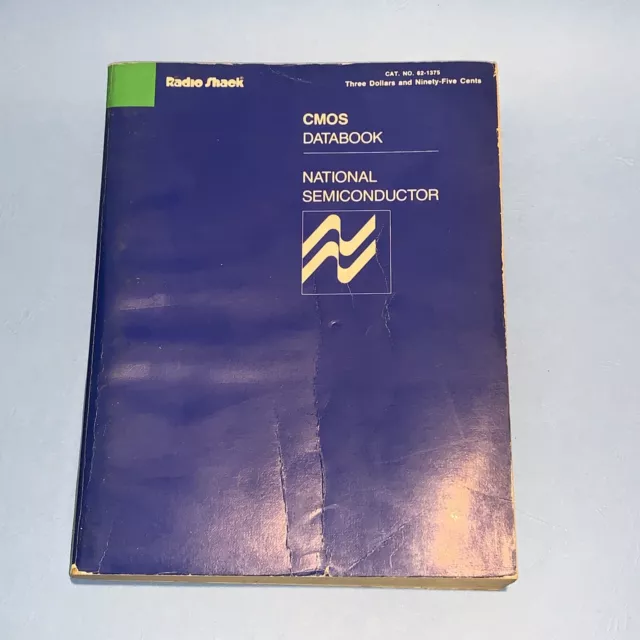 Radio Shack
CAT. NO. 62-1375
Three Dollars and Ninety-Five Cents
CMOS
DATABOOK
NATIONAL
SEMICONDUCTOR